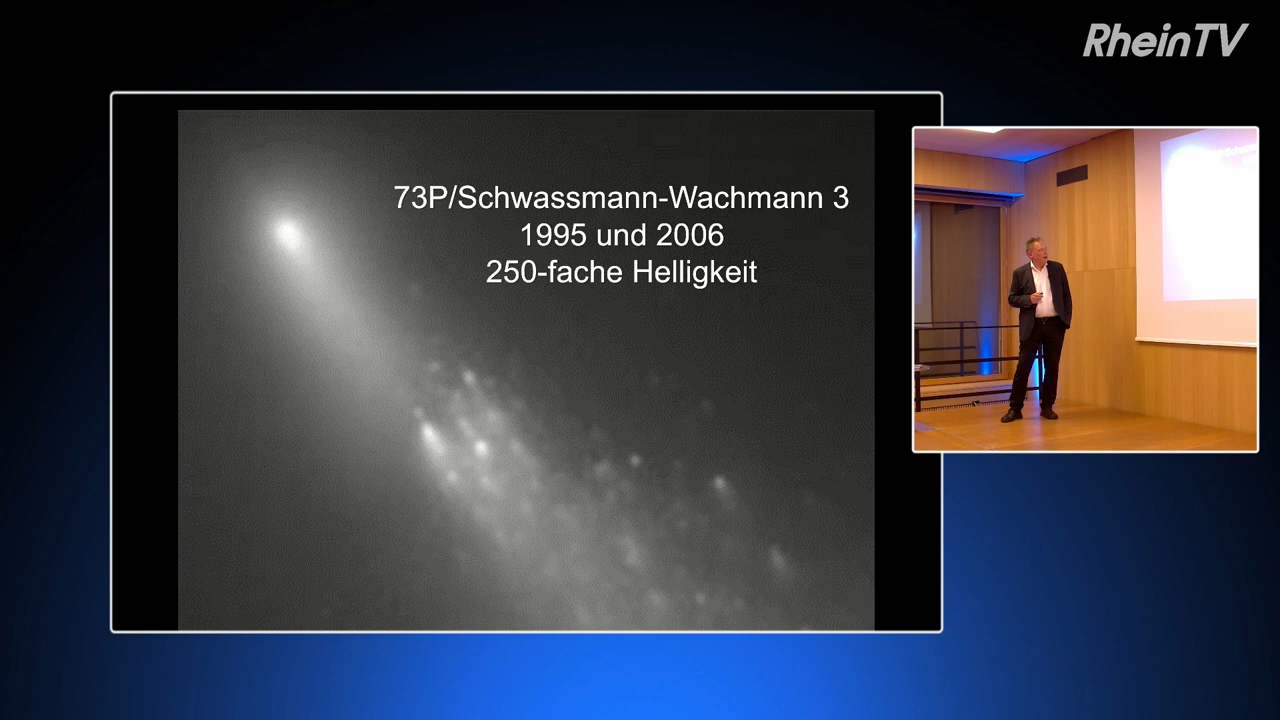 RheinTV
73P/Schwassmann-Wachmann 3
1995 und 2006
250-fache Helligkeit